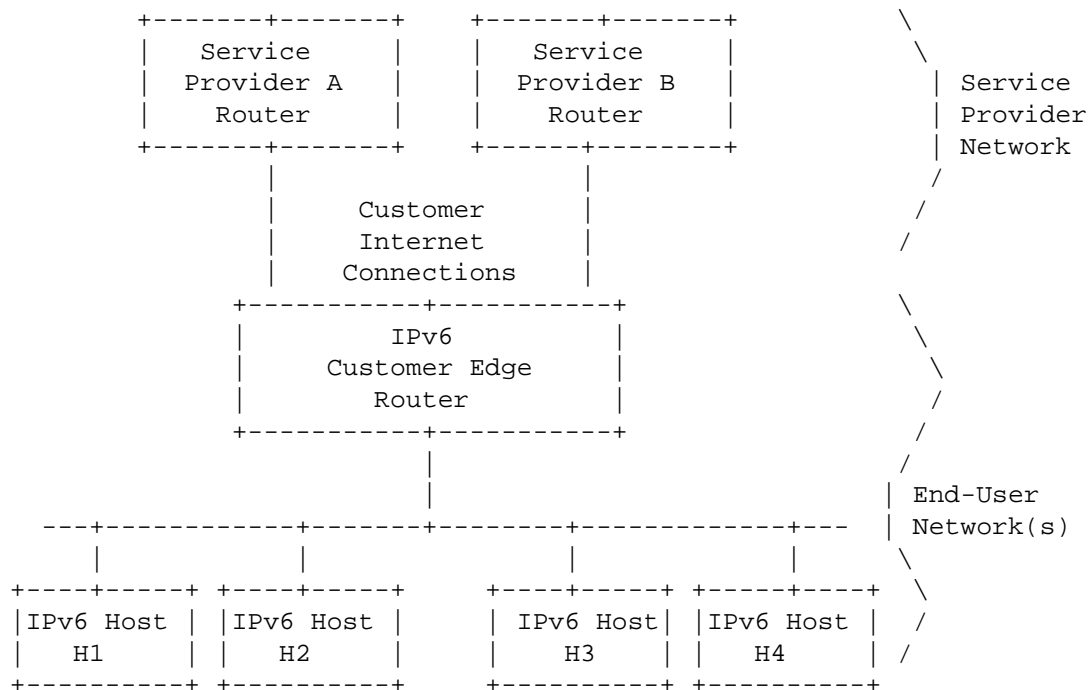 Service Provider A Router
Service Provider B Router
Service Provider Network
Customer Internet Connections
IPv6 Customer Edge Router
End-User Network(s)
IPv6 Host H1
IPv6 Host H2
IPv6 Host H3
IPv6 Host H4